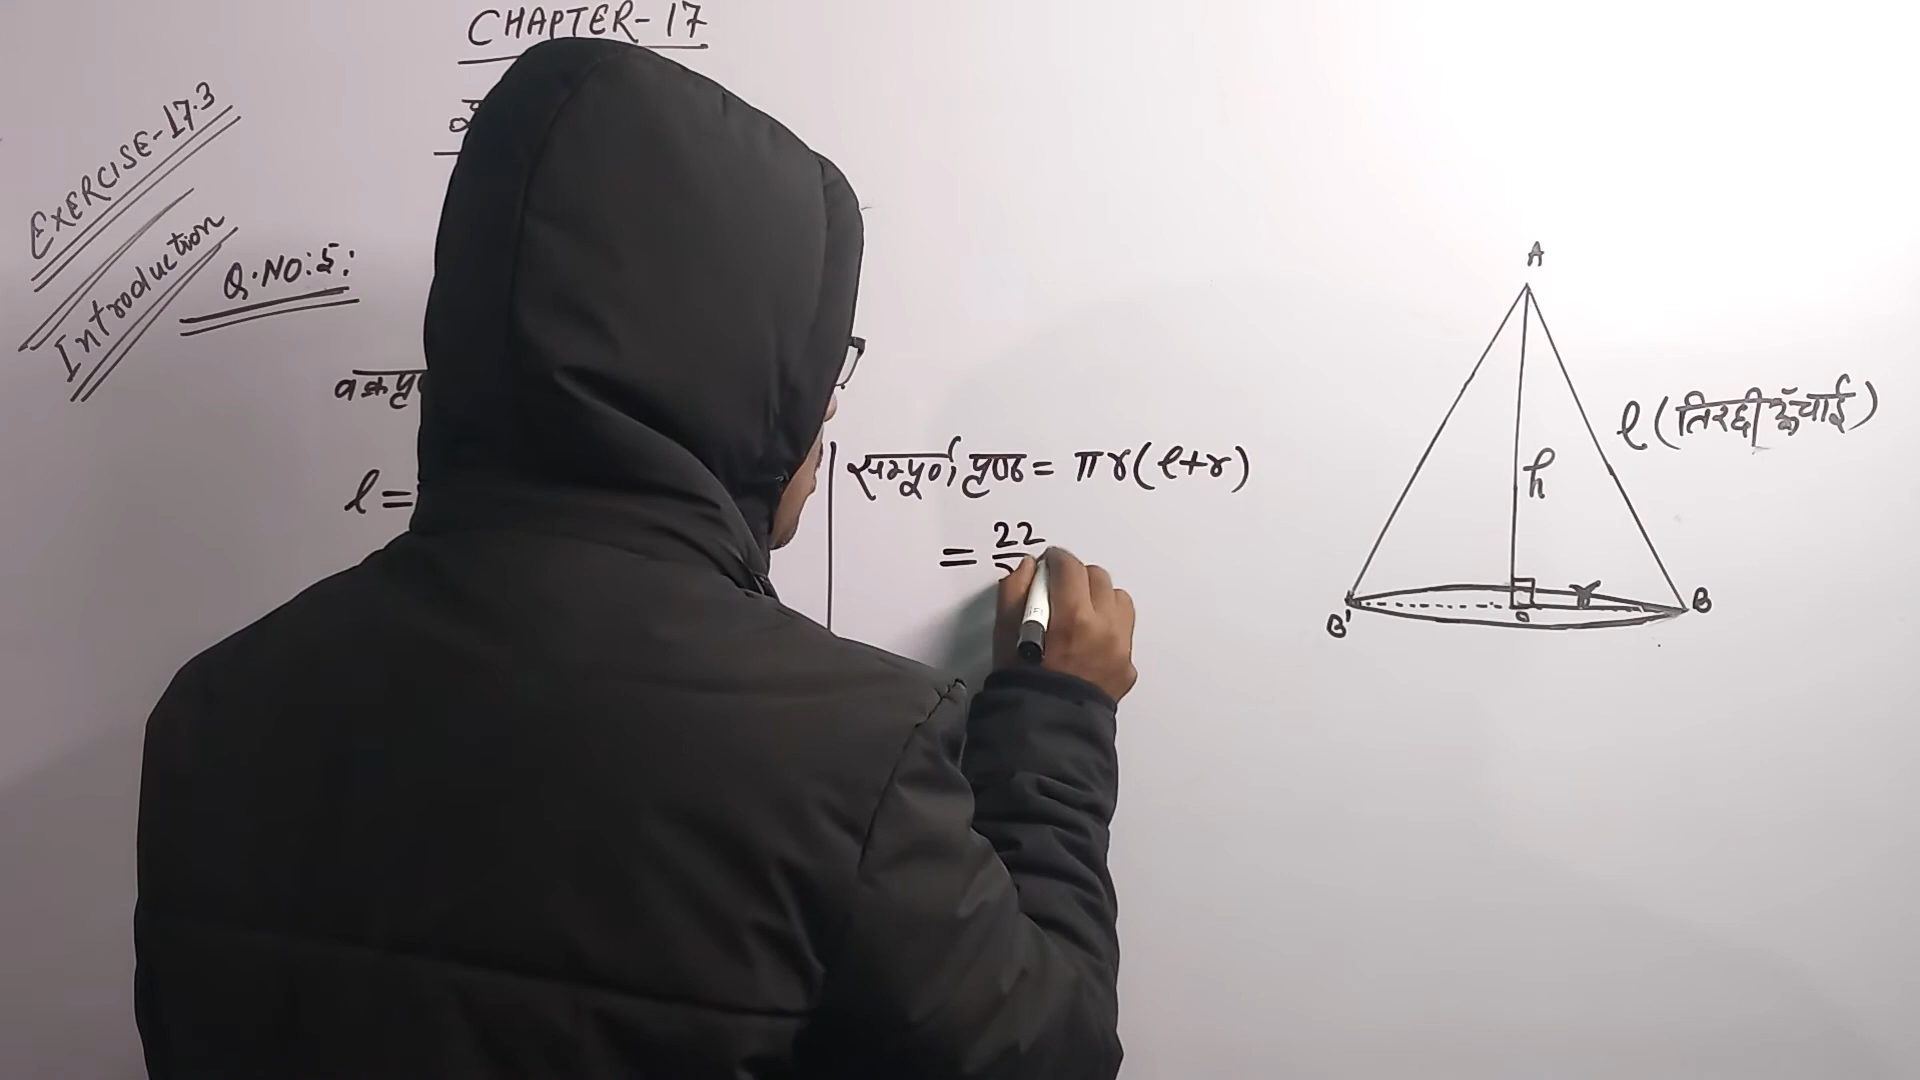 CHAPTER-17
EXERCISE-17.3
Introduction
Q.NO:5:
l=
सम्पूर्ण पृष्ठ = πr(l+r)
= 22
A
l (तिरछी ऊँचाई)
h
r
B'
O
B